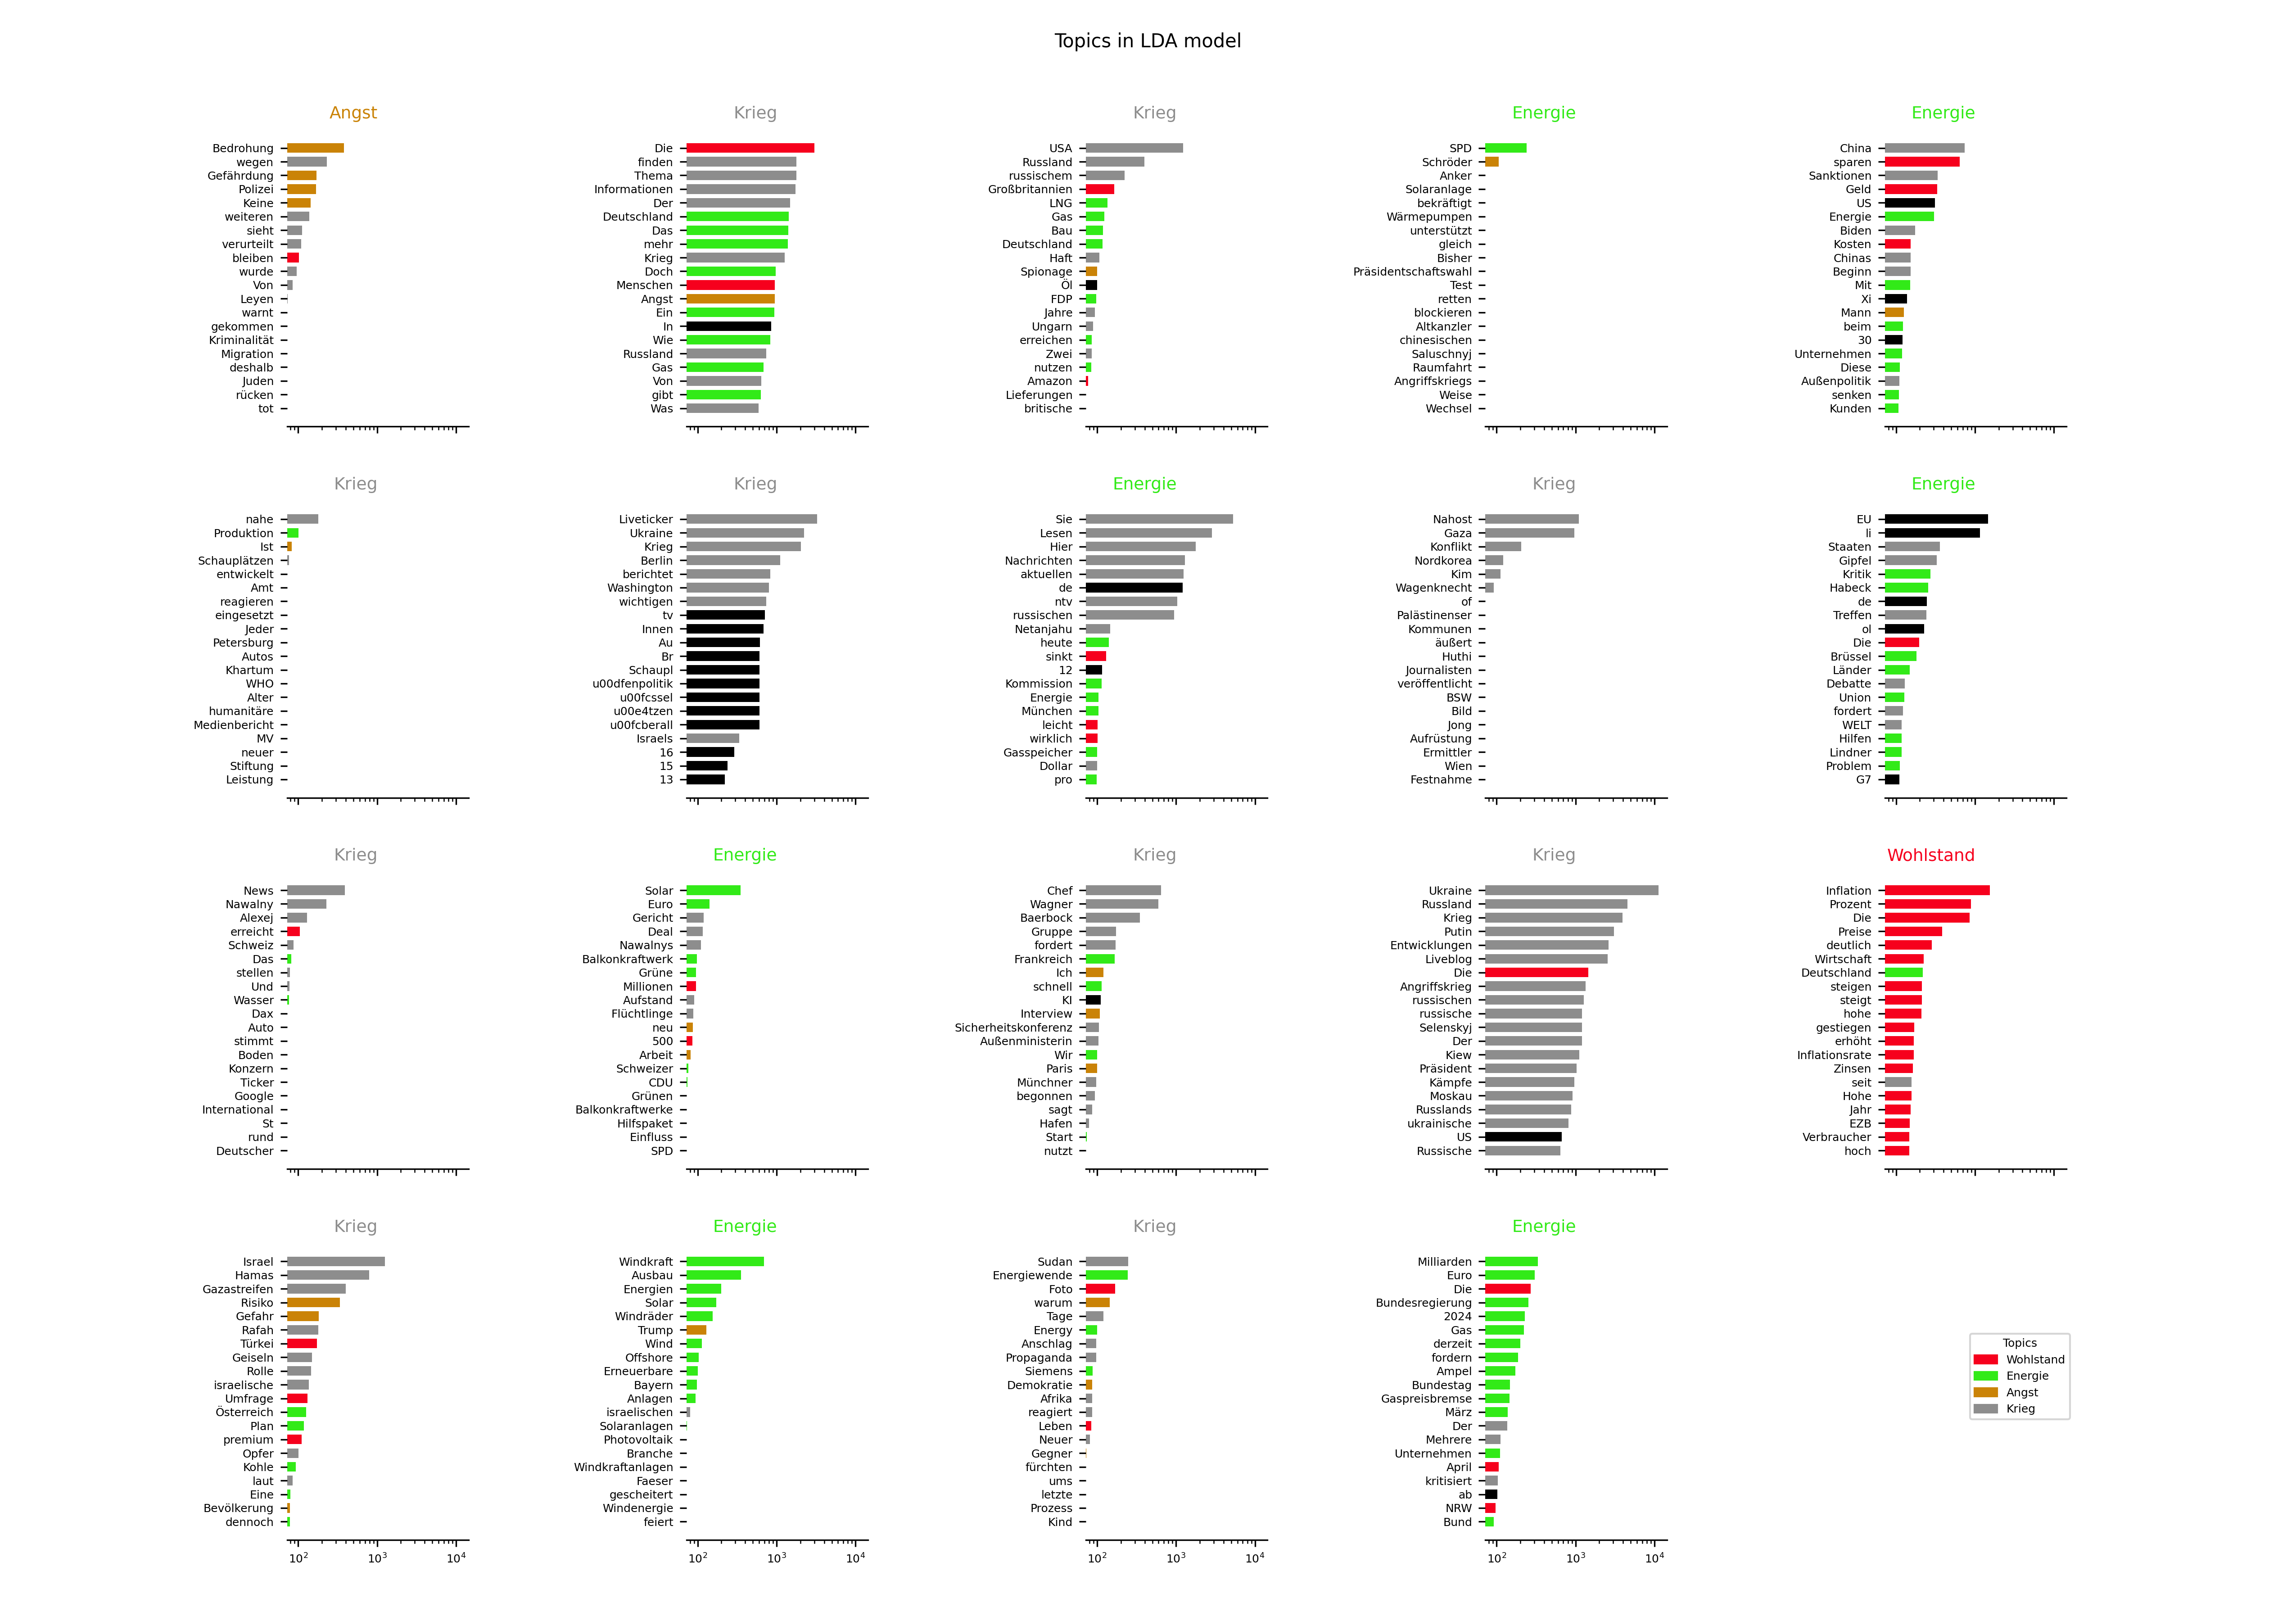 Topics in LDA model
Angst
Bedrohung
wegen
Gefährdung
Polizei
Keine
weiteren
sieht
verurteilt
bleiben
wurde
Von
Leyen
warnt
gekommen
Kriminalität
Migration
deshalb
Juden
rücken
tot
Krieg
Die
finden
Thema
Informationen
Der
Deutschland
Das
mehr
Krieg
Doch
Menschen
Angst
Ein
In
Wie
Russland
Gas
Von
gibt
Was
Krieg
USA
Russland
russischem
Großbritannien
LNG
Gas
Bau
Deutschland
Haft
Spionage
Öl
FDP
Jahre
Ungarn
erreichen
Zwei
nutzen
Amazon
Lieferungen
britische
Energie
SPD
Schröder
Anker
Solaranlage
bekräftigt
Wärmepumpen
unterstützt
gleich
Bisher
Präsidentschaftswahl
Test
retten
blockieren
Altkanzler
chinesischen
Saluschnyj
Raumfahrt
Angriffskriegs
Weise
Wechsel
Energie
China
sparen
Sanktionen
Geld
US
Energie
Biden
Kosten
Chinas
Beginn
Mit
Xi
Mann
beim
30
Unternehmen
Diese
Außenpolitik
senken
Kunden
Krieg
nahe
Produktion
Ist
Schauplätzen
entwickelt
Amt
reagieren
eingesetzt
Jeder
Petersburg
Autos
Khartum
WHO
Alter
humanitäre
Medienbericht
MV
neuer
Stiftung
Leistung
Krieg
Liveticker
Ukraine
Krieg
Berlin
berichtet
Washington
wichtigen
tv
Innen
Au
Br
Schaupl
u00dfenpolitik
u00fcssel
u00e4tzen
u00fcberall
Israels
16
15
13
Energie
Sie
Lesen
Hier
Nachrichten
aktuellen
de
ntv
russischen
Netanjahu
heute
sinkt
12
Kommission
Energie
München
leicht
wirklich
Gasspeicher
Dollar
pro
Krieg
Nahost
Gaza
Konflikt
Nordkorea
Kim
Wagenknecht
of
Palästinenser
Kommunen
äußert
Huthi
Journalisten
veröffentlicht
BSW
Bild
Jong
Aufrüstung
Ermittler
Wien
Festnahme
Energie
EU
li
Staaten
Gipfel
Kritik
Habeck
de
Treffen
ol
Die
Brüssel
Länder
Debatte
Union
fordert
WELT
Hilfen
Lindner
Problem
G7
Krieg
News
Nawalny
Alexej
erreicht
Schweiz
Das
stellen
Und
Wasser
Dax
Auto
stimmt
Boden
Konzern
Ticker
Google
International
St
rund
Deutscher
Energie
Solar
Euro
Gericht
Deal
Nawalnys
Balkonkraftwerk
Grüne
Millionen
Aufstand
Flüchtlinge
neu
500
Arbeit
Schweizer
CDU
Grünen
Balkonkraftwerke
Hilfspaket
Einfluss
SPD
Krieg
Chef
Wagner
Baerbock
Gruppe
fordert
Frankreich
Ich
schnell
KI
Interview
Sicherheitskonferenz
Außenministerin
Wir
Paris
Münchner
begonnen
sagt
Hafen
Start
nutzt
Krieg
Ukraine
Russland
Krieg
Putin
Entwicklungen
Liveblog
Die
Angriffskrieg
russischen
russische
Selenskyj
Der
Kiew
Präsident
Kämpfe
Moskau
Russlands
ukrainische
US
Russische
Wohlstand
Inflation
Prozent
Die
Preise
deutlich
Wirtschaft
Deutschland
steigen
steigt
hohe
gestiegen
erhöht
Inflationsrate
Zinsen
seit
Hohe
Jahr
EZB
Verbraucher
hoch
Krieg
Israel
Hamas
Gazastreifen
Risiko
Gefahr
Rafah
Türkei
Geiseln
Rolle
israelische
Umfrage
Österreich
Plan
premium
Opfer
Kohle
laut
Eine
Bevölkerung
dennoch
10² 10³ 10⁴
Energie
Windkraft
Ausbau
Energien
Solar
Windräder
Trump
Wind
Offshore
Erneuerbare
Bayern
Anlagen
israelischen
Solaranlagen
Photovoltaik
Branche
Windkraftanlagen
Faeser
gescheitert
Windenergie
feiert
10² 10³ 10⁴
Krieg
Sudan
Energiewende
Foto
warum
Tage
Energy
Anschlag
Propaganda
Siemens
Demokratie
Afrika
reagiert
Leben
Neuer
Gegner
fürchten
ums
letzte
Prozess
Kind
10² 10³ 10⁴
Energie
Milliarden
Euro
Die
Bundesregierung
2024
Gas
derzeit
fordern
Ampel
Bundestag
Gaspreisbremse
März
Der
Mehrere
Unternehmen
April
kritisiert
ab
NRW
Bund
10² 10³ 10⁴
Topics
Wohlstand
Energie
Angst
Krieg